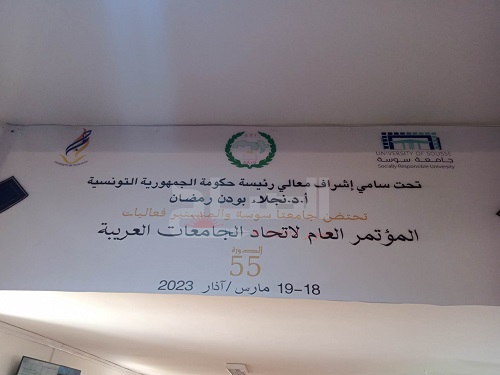 UNIVERSITY OF SOUSSE
جامعة سوسة
Socially Responsive University
تحت سامي إشراف معالي رئيسة حكومة الجمهورية التونسية
أ.د.نجلاء بودن رمضان
تحتضن جامعتا سوسة والمنستير فعاليات
المؤتمر العام لاتحاد الجامعات العربية
الدورة
55
18-19 مارس/آذار 2023